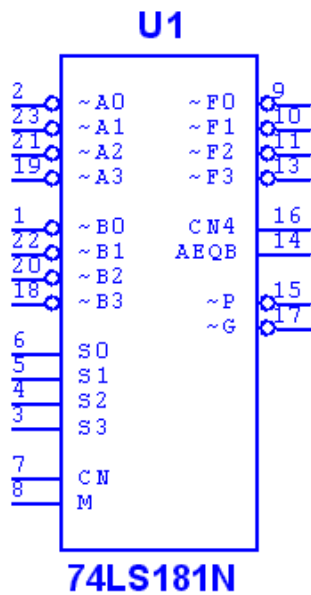 U1
2 ~A0 ~F0 9
23 ~A1 ~F1 10
21 ~A2 ~F2 11
19 ~A3 ~F3 13
1 ~B0 CN4 16
22 ~B1 AEQB 14
20 ~B2
18 ~B3 ~P 15
~G 17
6 S0
5 S1
4 S2
3 S3
7 CN
8 M
74LS181N